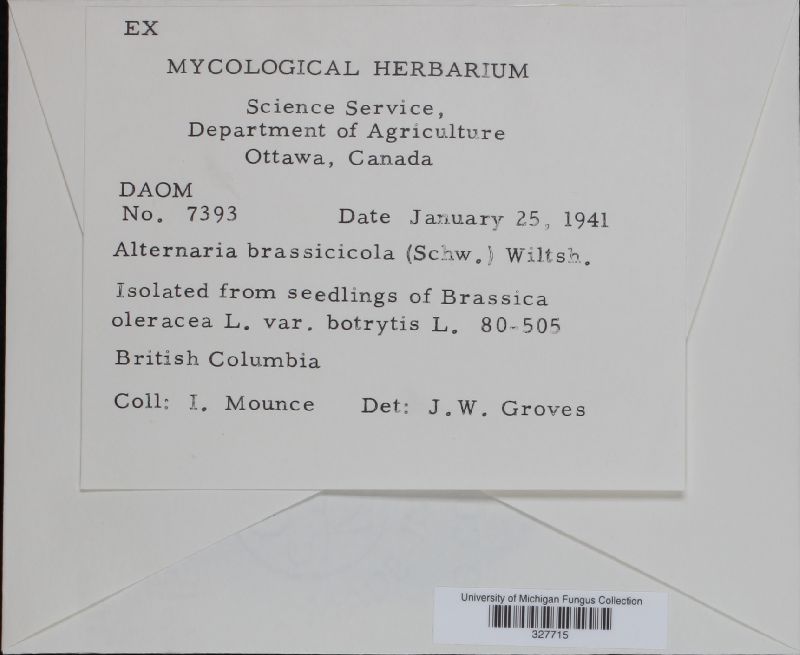 EX
MYCOLOGICAL HERBARIUM
Science Service,
Department of Agriculture
Ottawa, Canada
DAOM
No. 7393 Date January 25, 1941
Alternaria brassicicola (Schw.) Wiltsh.
Isolated from seedlings of Brassica
oleracea L. var. botrytis L. 80-505
British Columbia
Coll: I. Mounce Det: J.W. Groves
University of Michigan Fungus Collection
327715